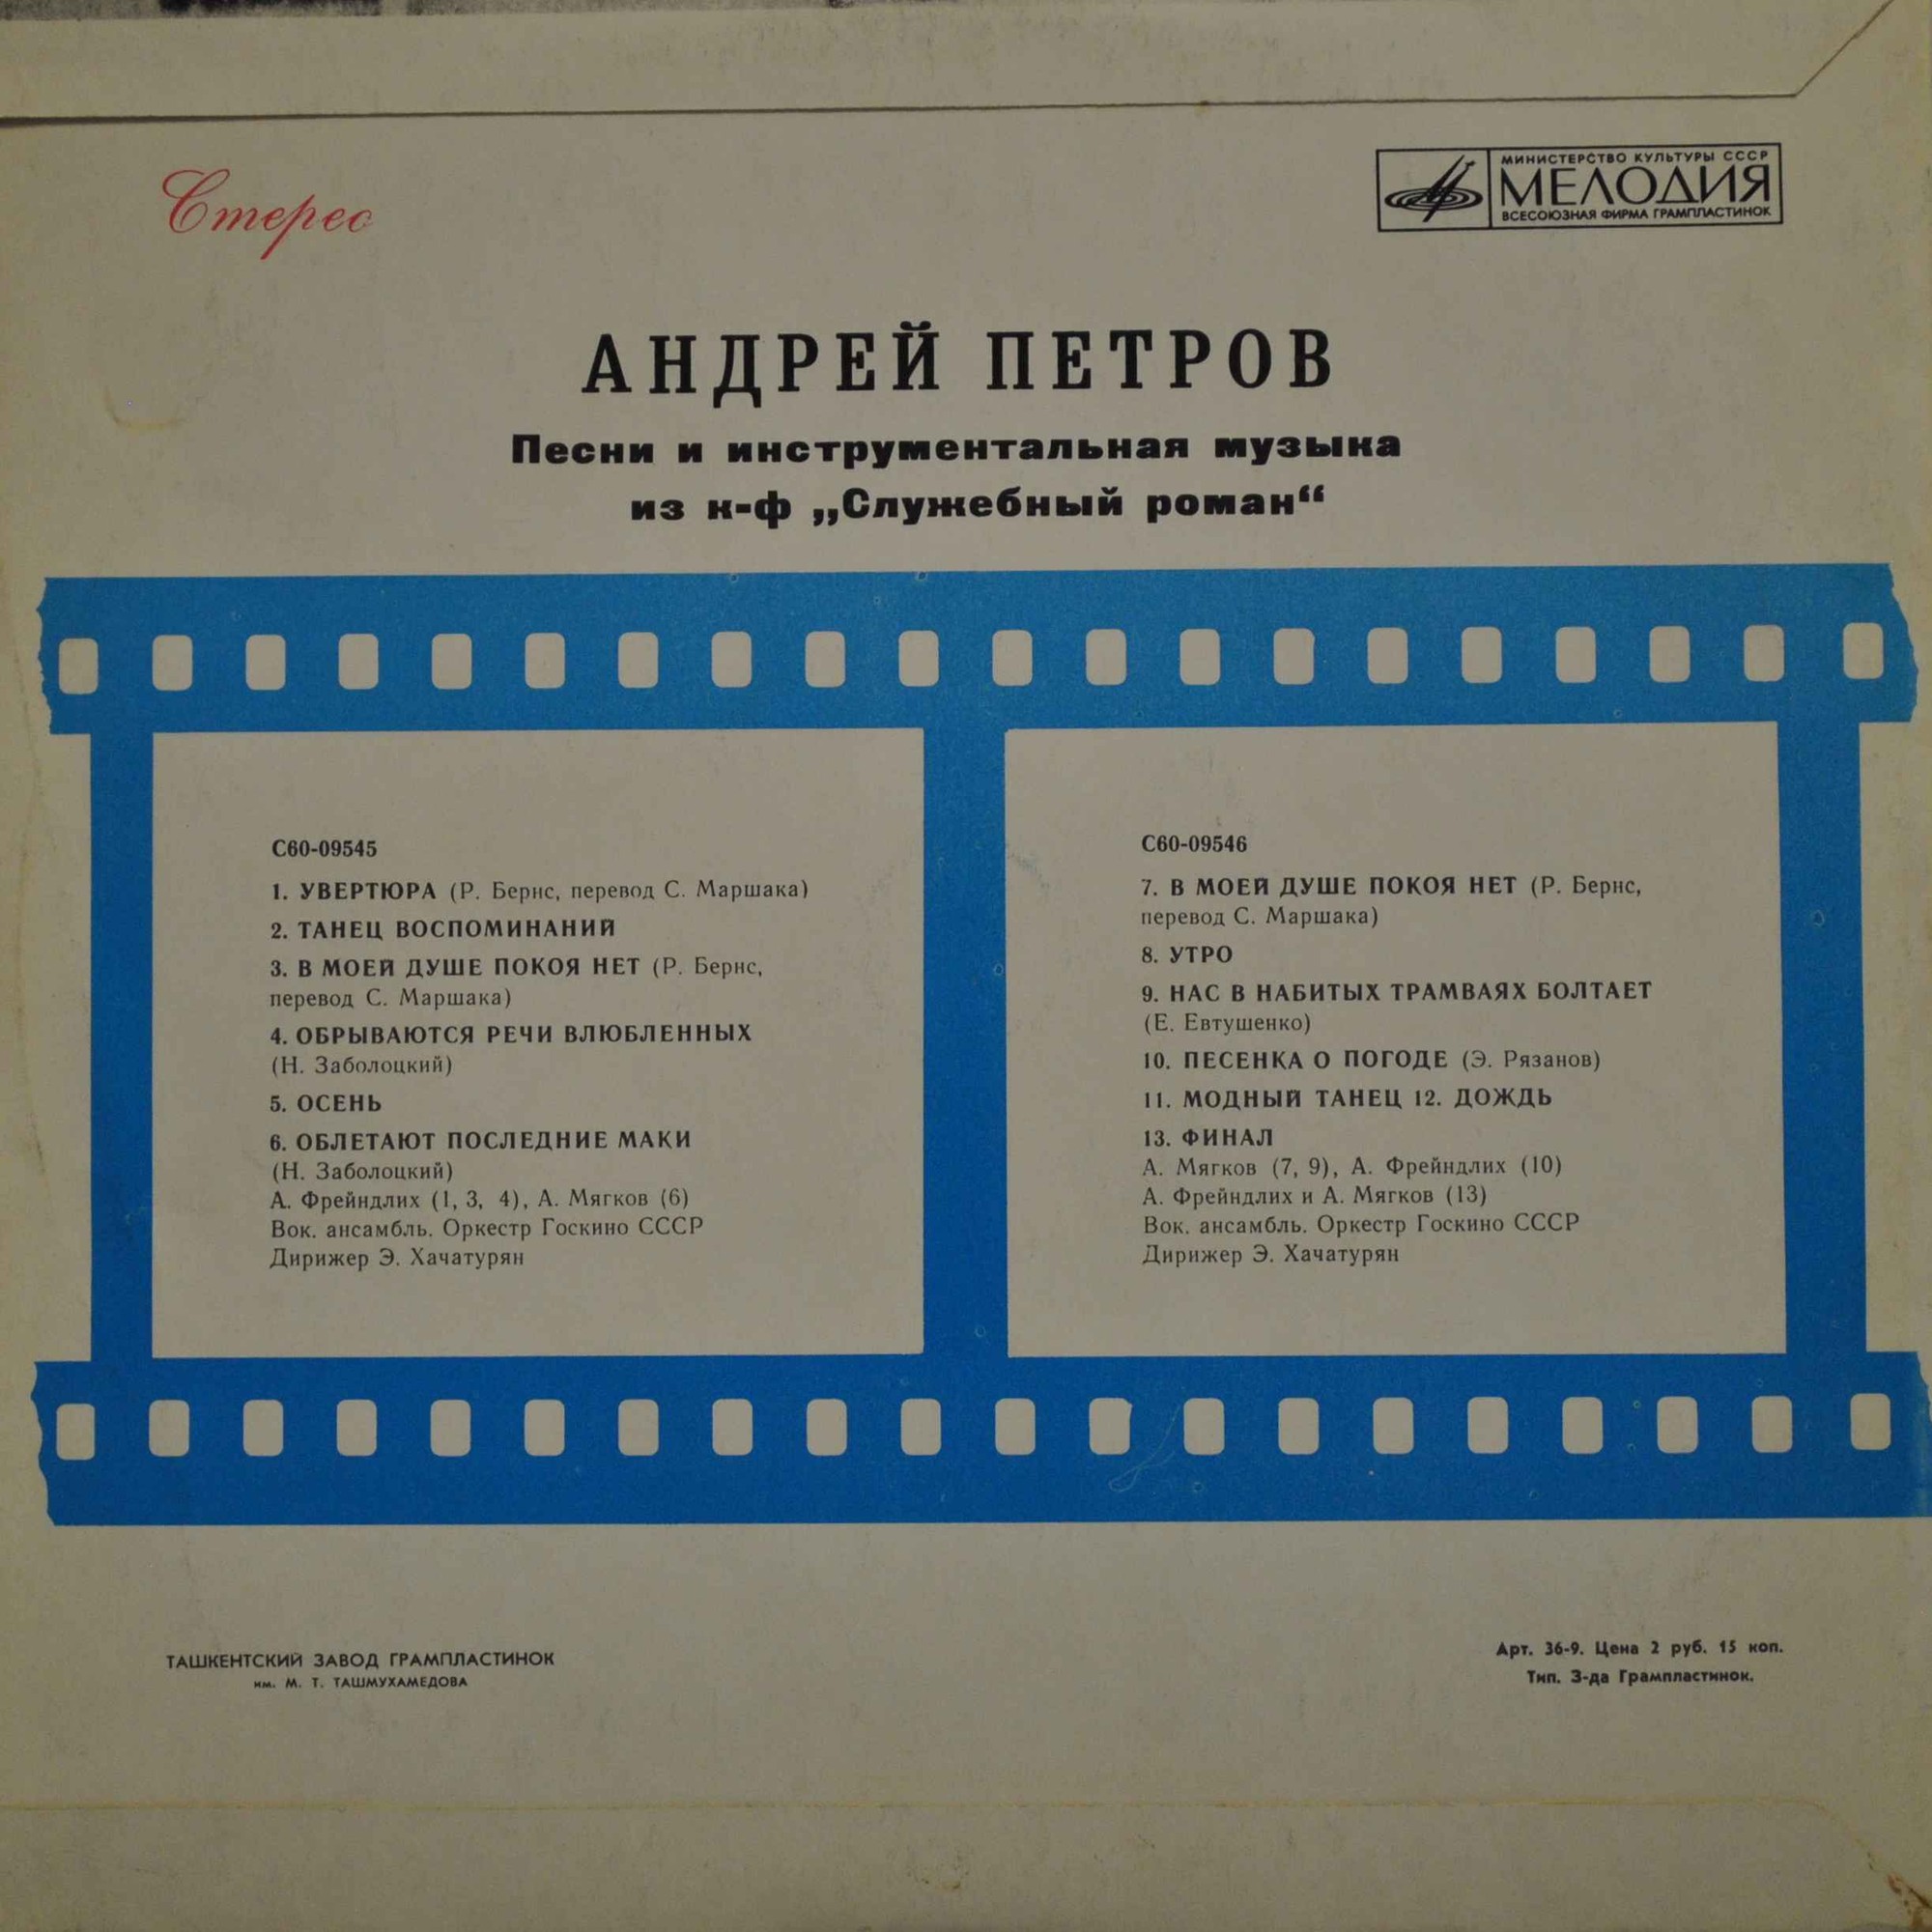 Стерео
МИНИСТЕРСТВО КУЛЬТУРЫ СССР
МЕЛОДИЯ
ВСЕСОЮЗНАЯ ФИРМА ГРАМПЛАСТИНОК
АНДРЕЙ ПЕТРОВ
Песни и инструментальная музыка
из к-ф „Служебный роман“
С60-09545
1. УВЕРТЮРА (Р. Бернс, перевод С. Маршака)
2. ТАНЕЦ ВОСПОМИНАНИЙ
3. В МОЕЙ ДУШЕ ПОКОЯ НЕТ (Р. Бернс,
перевод С. Маршака)
4. ОБРЫВАЮТСЯ РЕЧИ ВЛЮБЛЕННЫХ
(Н. Заболоцкий)
5. ОСЕНЬ
6. ОБЛЕТАЮТ ПОСЛЕДНИЕ МАКИ
(Н. Заболоцкий)
А. Фрейндлих (1, 3, 4), А. Мягков (6)
Вок. ансамбль. Оркестр Госкино СССР
Дирижер Э. Хачатурян
С60-09546
7. В МОЕЙ ДУШЕ ПОКОЯ НЕТ (Р. Бернс,
перевод С. Маршака)
8. УТРО
9. НАС В НАБИТЫХ ТРАМВАЯХ БОЛТАЕТ
(Е. Евтушенко)
10. ПЕСЕНКА О ПОГОДЕ (Э. Рязанов)
11. МОДНЫЙ ТАНЕЦ 12. ДОЖДЬ
13. ФИНАЛ
А. Мягков (7, 9), А. Фрейндлих (10)
А. Фрейндлих и А. Мягков (13)
Вок. ансамбль. Оркестр Госкино СССР
Дирижер Э. Хачатурян
ТАШКЕНТСКИЙ ЗАВОД ГРАМПЛАСТИНОК
им. М. Т. ТАШМУХАМЕДОВА
Арт. 36-9. Цена 2 руб. 15 коп.
Тип. З-да Грампластинок.